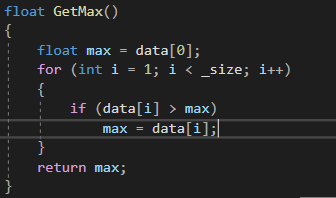 float GetMax()
{
    float max = data[0];
    for (int i = 1; i < _size; i++)
    {
        if (data[i] > max)
            max = data[i];
    }
    return max;
}